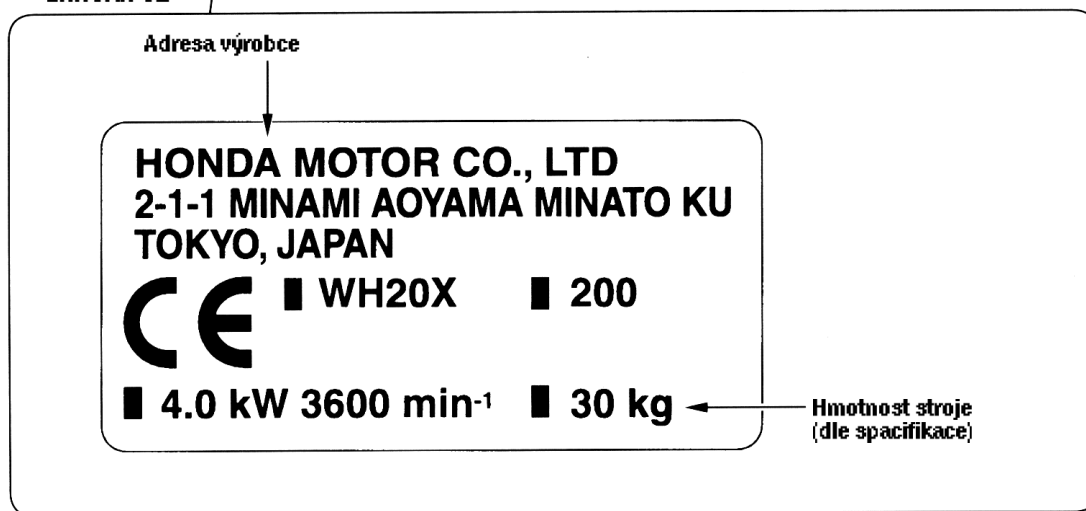 Adresa výrobce
HONDA MOTOR CO., LTD
2-1-1 MINAMI AOYAMA MINATO KU
TOKYO, JAPAN
CE WH20X 200
4.0 kW 3600 min-1 30 kg
Hmotnost stroje
(dle spacifikace)